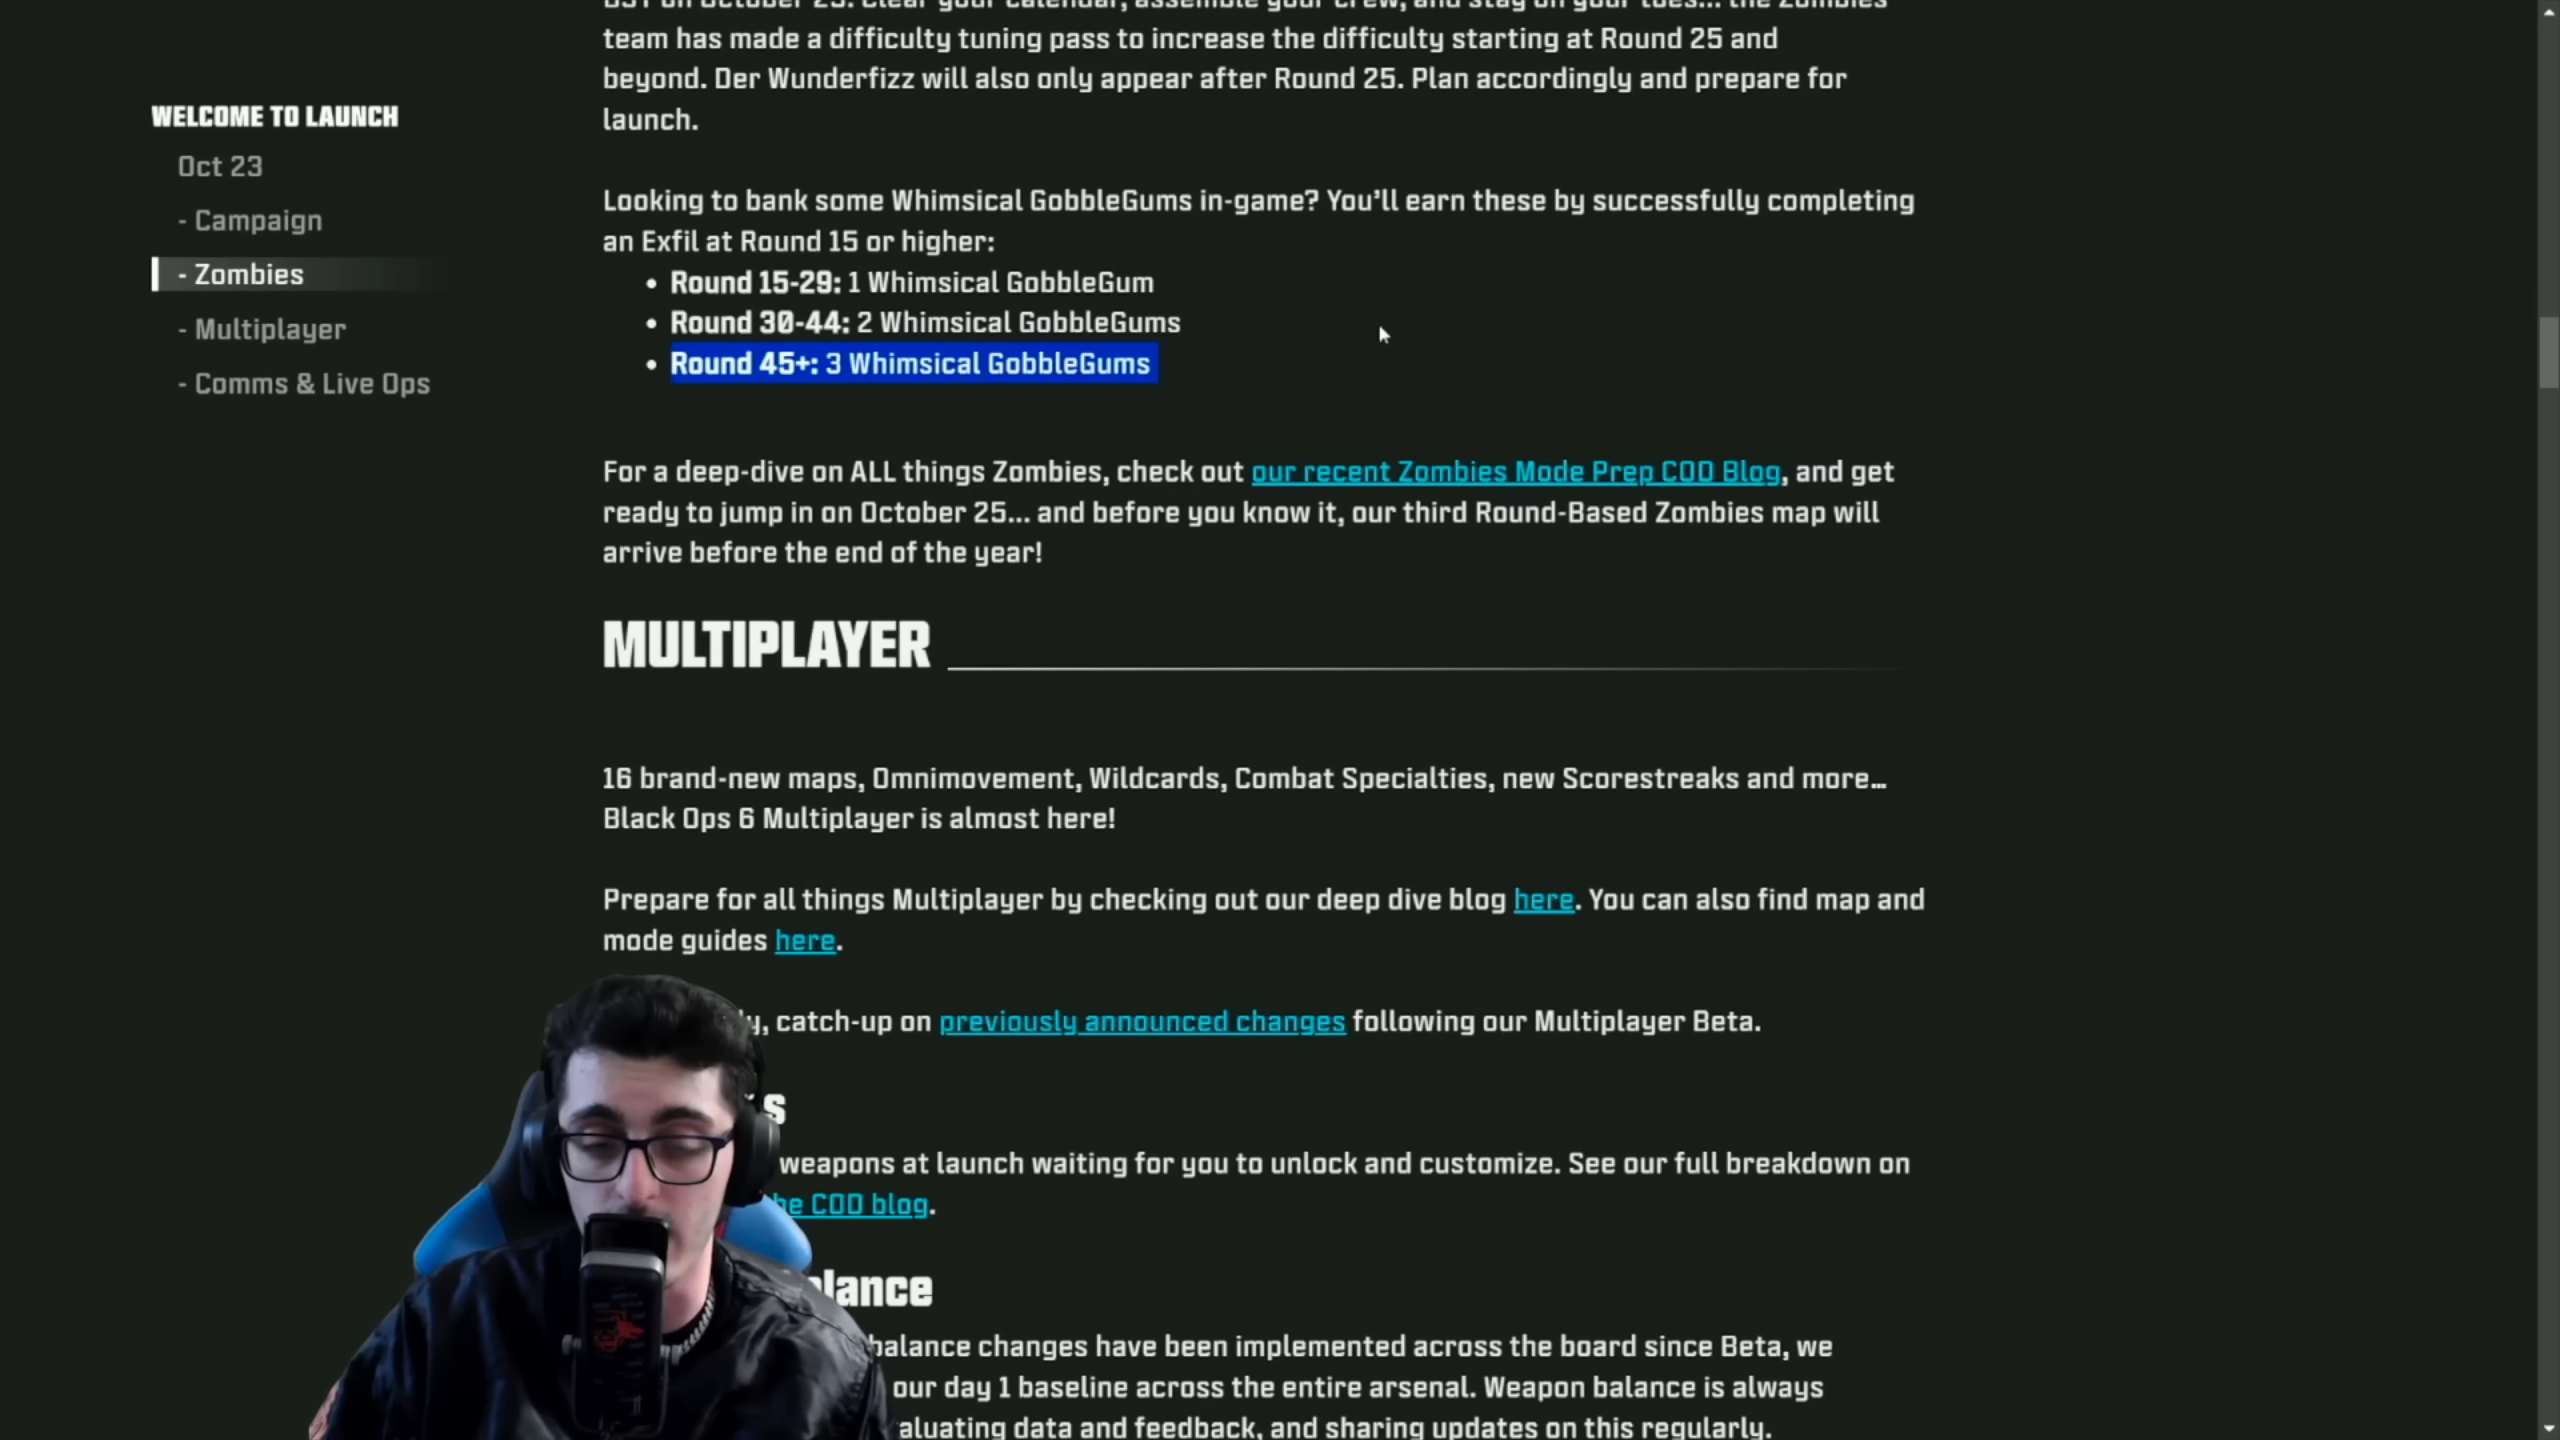 WELCOME TO LAUNCH
Oct 23
- Campaign
- Zombies
- Multiplayer
- Comms & Live Ops
team has made a difficulty tuning pass to increase the difficulty starting at Round 25 and
beyond. Der Wunderfizz will also only appear after Round 25. Plan accordingly and prepare for
launch.
Looking to bank some Whimsical GobbleGums in-game? You’ll earn these by successfully completing
an Exfil at Round 15 or higher:
• Round 15-29: 1 Whimsical GobbleGum
• Round 30-44: 2 Whimsical GobbleGums
• Round 45+: 3 Whimsical GobbleGums
For a deep-dive on ALL things Zombies, check out our recent Zombies Mode Prep COD Blog, and get
ready to jump in on October 25... and before you know it, our third Round-Based Zombies map will
arrive before the end of the year!
MULTIPLAYER
16 brand-new maps, Omnimovement, Wildcards, Combat Specialties, new Scorestreaks and more...
Black Ops 6 Multiplayer is almost here!
Prepare for all things Multiplayer by checking out our deep dive blog here. You can also find map and
mode guides here.
catch-up on previously announced changes following our Multiplayer Beta.
weapons at launch waiting for you to unlock and customize. See our full breakdown on
COD blog.
balance changes have been implemented across the board since Beta, we
our day 1 baseline across the entire arsenal. Weapon balance is always
data and feedback, and sharing updates on this regularly.